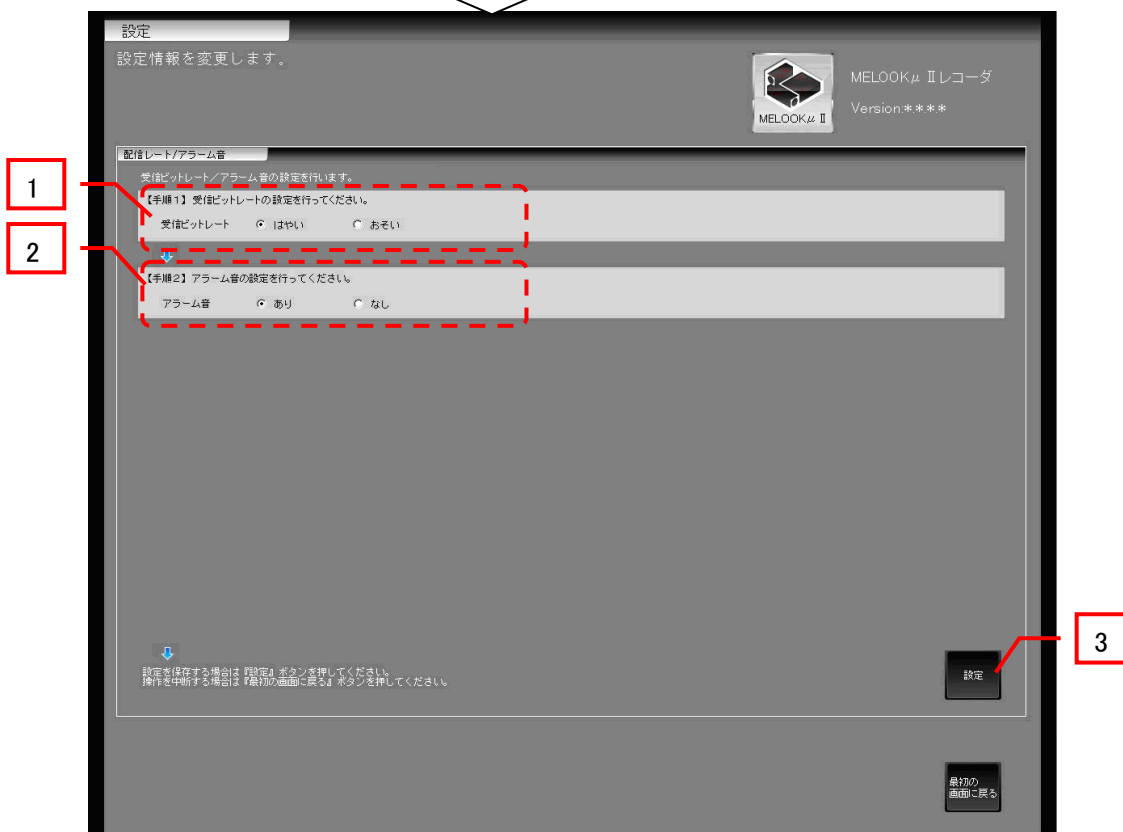 設定
設定情報を変更します。
MELOOKμ Ⅱ
MELOOKμ Ⅱレコーダ
Version:*.*.*.*
配信レート/アラーム音
受信ビットレート／アラーム音の設定を行います。
1
【手順1】受信ビットレートの設定を行ってください。
受信ビットレート はやい おそい
2
【手順2】アラーム音の設定を行ってください。
アラーム音 あり なし
設定を保存する場合は『設定』ボタンを押してください。
操作を中断する場合は『最初の画面に戻る』ボタンを押してください。
設定
3
最初の
画面に戻る